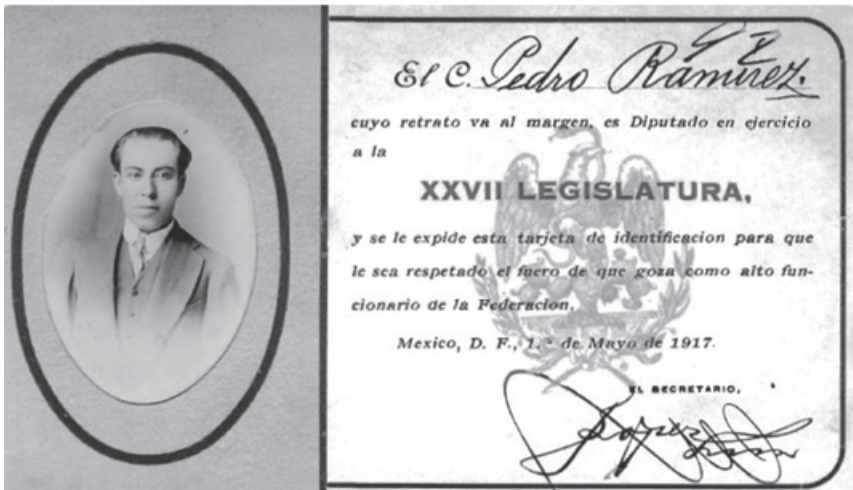 El C. Pedro Ramírez.
cuyo retrato va al margen, es Diputado en ejercicio
a la
XXVII LEGISLATURA,
y se le expide esta tarjeta de identificacion para que
le sea respetado el fuero de que goza como alto fun-
cionario de la Federacion.
Mexico, D. F., 1.º de Mayo de 1917.
EL SECRETARIO,